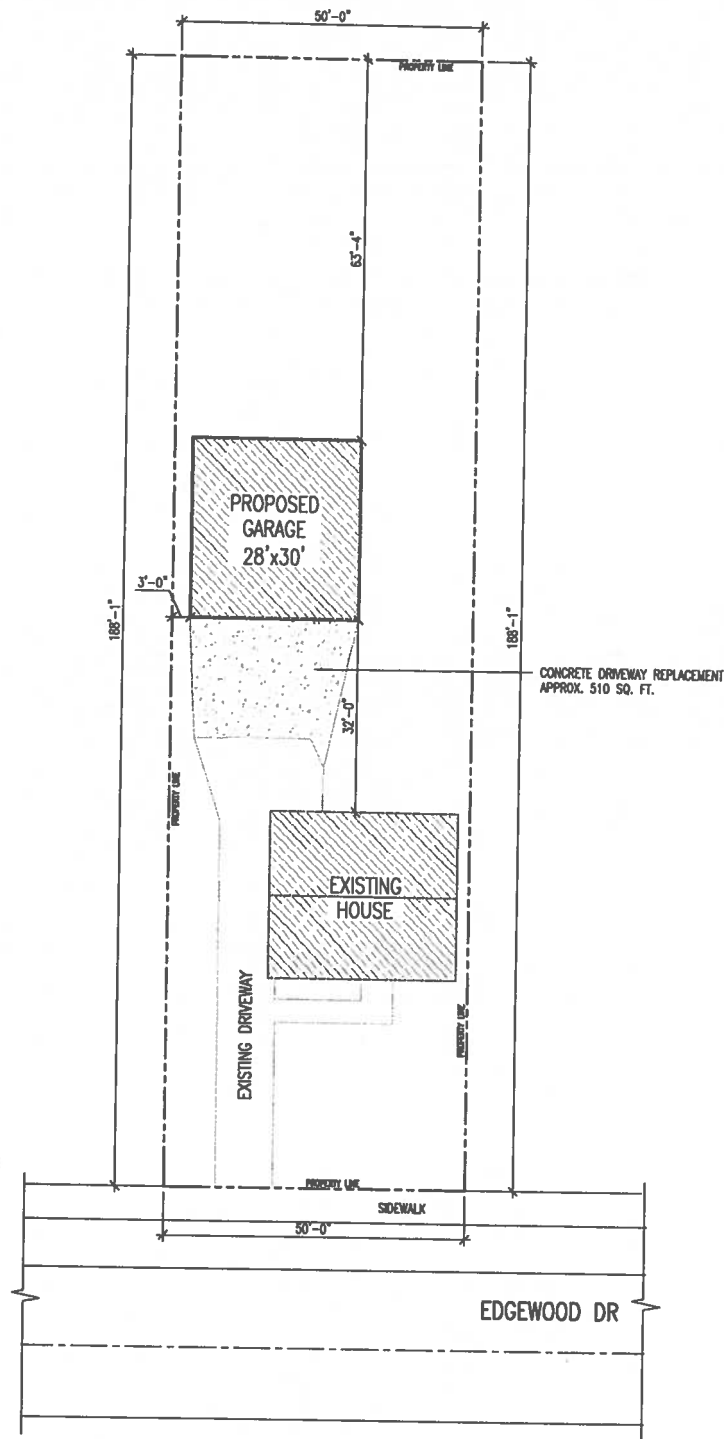 50'-0"
PROPERTY LINE
63'-4"
PROPOSED
GARAGE
28'x30'
3'-0"
188'-1"
188'-1"
CONCRETE DRIVEWAY REPLACEMENT
APPROX. 510 SQ. FT.
32'-0"
PROPERTY LINE
EXISTING
HOUSE
EXISTING DRIVEWAY
PROPERTY LINE
PROPERTY LINE
SIDEWALK
50'-0"
EDGEWOOD DR